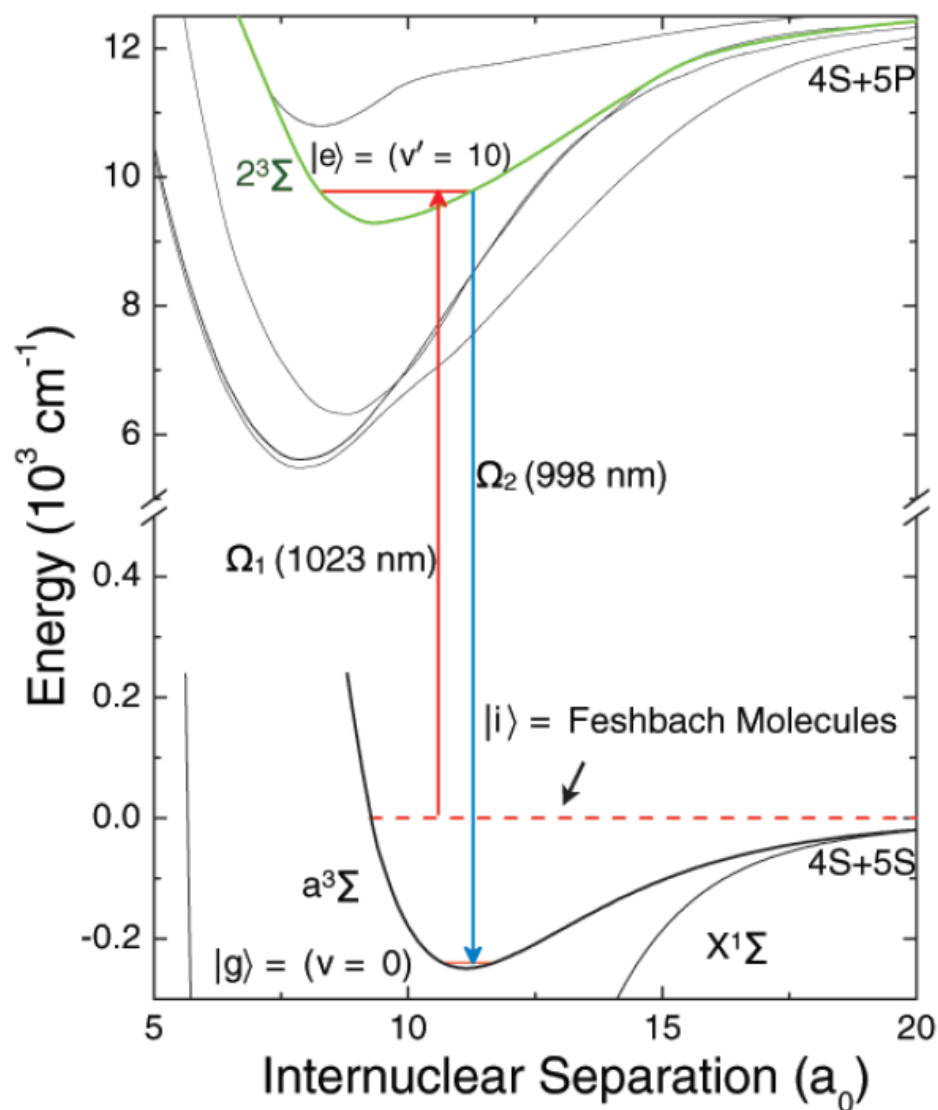 12
4S+5P
|e⟩ = (v' = 10)
2³Σ
10
8
6
Energy (10³ cm⁻¹)
Ω₂ (998 nm)
Ω₁ (1023 nm)
0.4
0.2
|i⟩ = Feshbach Molecules
0.0
4S+5S
a³Σ
-0.2
X¹Σ
|g⟩ = (v = 0)
5
10
15
20
Internuclear Separation (a₀)